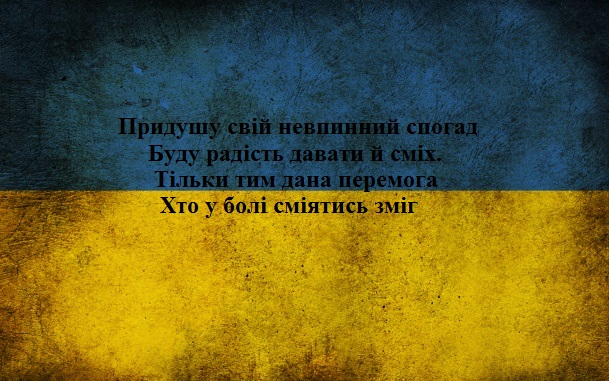 Придушу свій невпинний спогад
Буду радість давати й сміх.
Тільки тим дана перемога
Хто у болі сміятись зміг